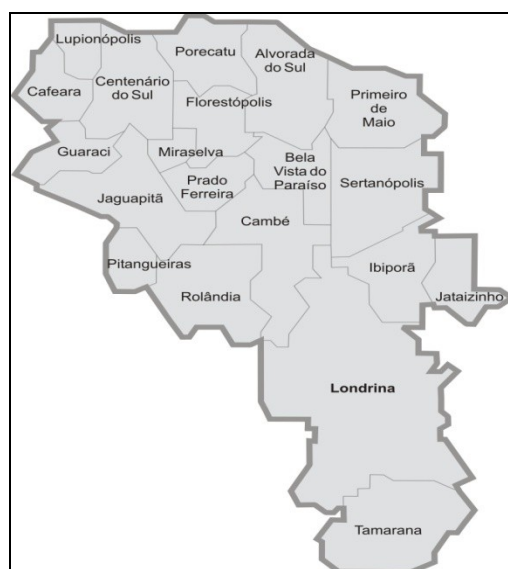 Lupionópolis
Porecatu
Alvorada
do Sul
Cafeara
Centenário
do Sul
Florestópolis
Primeiro
de
Maio
Guaraci
Miraselva
Bela
Vista do
Paraíso
Prado
Ferreira
Sertanópolis
Jaguapitã
Cambé
Pitangueiras
Ibiporã
Rolândia
Jataizinho
Londrina
Tamarana